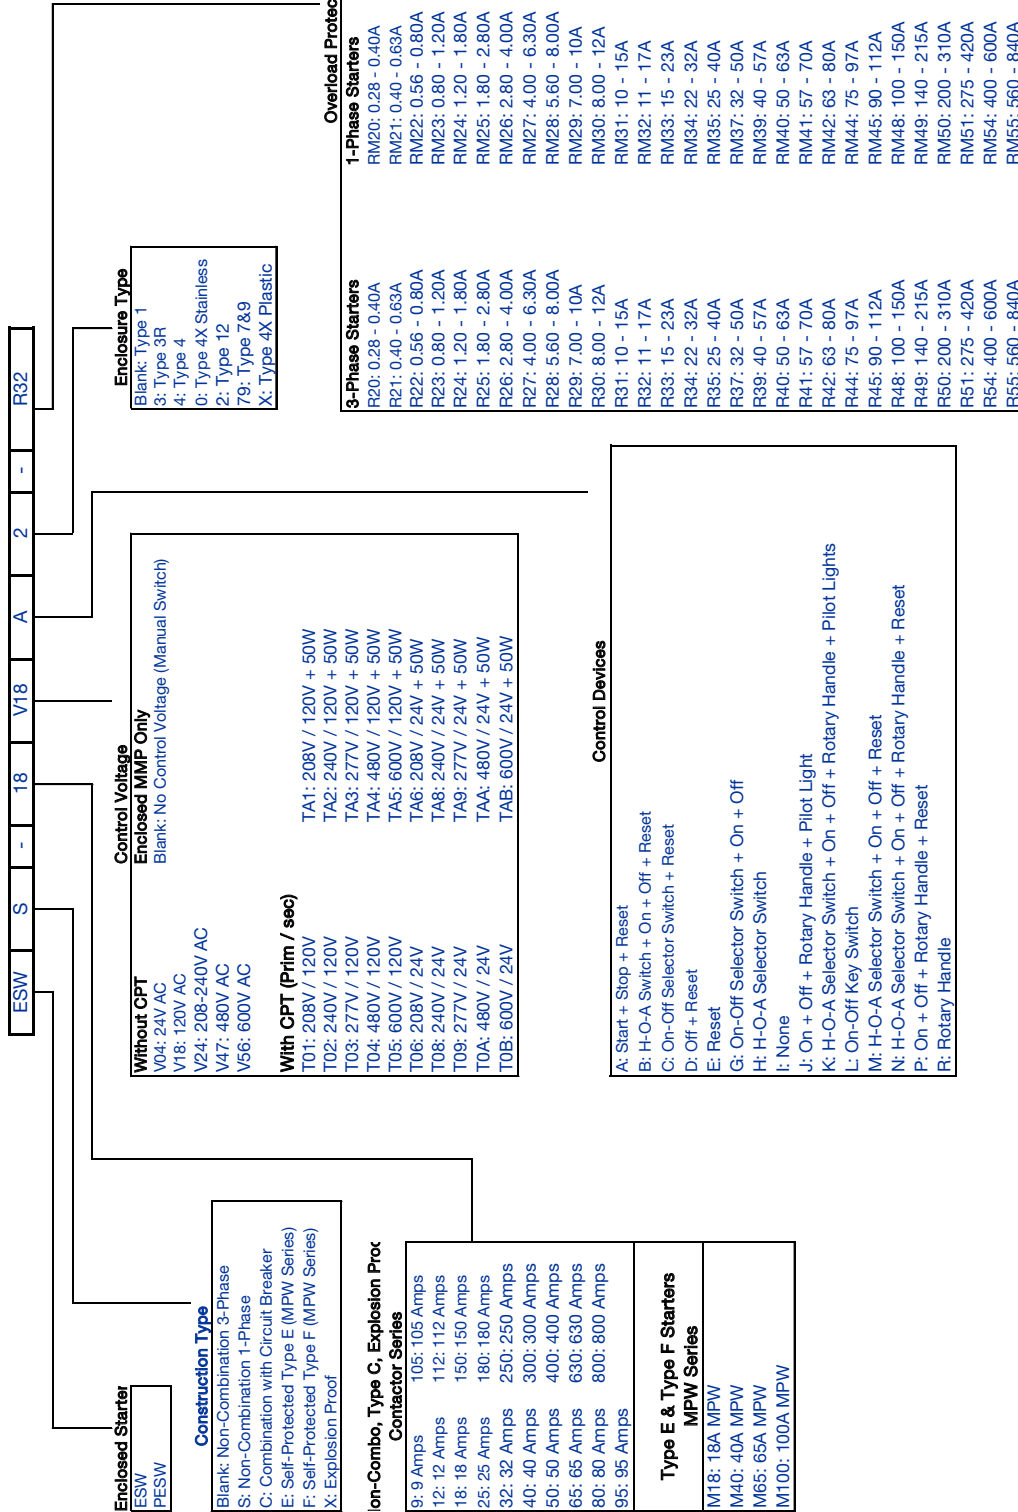 ESW S - 18 V18 A 2 - R32
Enclosed Starter
ESW
PESW
Construction Type
Blank: Non-Combination 3-Phase
S: Non-Combination 1-Phase
C: Combination with Circuit Breaker
E: Self-Protected Type E (MPW Series)
F: Self-Protected Type F (MPW Series)
X: Explosion Proof
on-Combo, Type C, Explosion Proo
Contactor Series
9: 9 Amps 105: 105 Amps
12: 12 Amps 112: 112 Amps
18: 18 Amps 150: 150 Amps
25: 25 Amps 180: 180 Amps
32: 32 Amps 250: 250 Amps
40: 40 Amps 300: 300 Amps
50: 50 Amps 400: 400 Amps
65: 65 Amps 630: 630 Amps
80: 80 Amps 800: 800 Amps
95: 95 Amps
Type E & Type F Starters
MPW Series
M18: 18A MPW
M40: 40A MPW
M65: 65A MPW
M100: 100A MPW
Control Voltage
Without CPT
V04: 24V AC
V18: 120V AC
V24: 208-240V AC
V47: 480V AC
V56: 600V AC
Enclosed MMP Only
Blank: No Control Voltage (Manual Switch)
With CPT (Prim / sec)
T01: 208V / 120V TA1: 208V / 120V + 50W
T02: 240V / 120V TA2: 240V / 120V + 50W
T03: 277V / 120V TA3: 277V / 120V + 50W
T04: 480V / 120V TA4: 480V / 120V + 50W
T05: 600V / 120V TA5: 600V / 120V + 50W
T06: 208V / 24V TA6: 208V / 24V + 50W
T08: 240V / 24V TA8: 240V / 24V + 50W
T09: 277V / 24V TA9: 277V / 24V + 50W
T0A: 480V / 24V TAA: 480V / 24V + 50W
T0B: 600V / 24V TAB: 600V / 24V + 50W
Control Devices
A: Start + Stop + Reset
B: H-O-A Switch + On + Off + Reset
C: On-Off Selector Switch + Reset
D: Off + Reset
E: Reset
G: On-Off Selector Switch + On + Off
H: H-O-A Selector Switch
I: None
J: On + Off + Rotary Handle + Pilot Light
K: H-O-A Selector Switch + On + Off + Rotary Handle + Pilot Lights
L: On-Off Key Switch
M: H-O-A Selector Switch + On + Off + Reset
N: H-O-A Selector Switch + On + Off + Rotary Handle + Reset
P: On + Off + Rotary Handle + Reset
R: Rotary Handle
Enclosure Type
Blank: Type 1
3: Type 3R
4: Type 4
0: Type 4X Stainless
2: Type 12
79: Type 7&9
X: Type 4X Plastic
Overload Protec
3-Phase Starters 1-Phase Starters
R20: 0.28 - 0.40A RM20: 0.28 - 0.40A
R21: 0.40 - 0.63A RM21: 0.40 - 0.63A
R22: 0.56 - 0.80A RM22: 0.56 - 0.80A
R23: 0.80 - 1.20A RM23: 0.80 - 1.20A
R24: 1.20 - 1.80A RM24: 1.20 - 1.80A
R25: 1.80 - 2.80A RM25: 1.80 - 2.80A
R26: 2.80 - 4.00A RM26: 2.80 - 4.00A
R27: 4.00 - 6.30A RM27: 4.00 - 6.30A
R28: 5.60 - 8.00A RM28: 5.60 - 8.00A
R29: 7.00 - 10A RM29: 7.00 - 10A
R30: 8.00 - 12A RM30: 8.00 - 12A
R31: 10 - 15A RM31: 10 - 15A
R32: 11 - 17A RM32: 11 - 17A
R33: 15 - 23A RM33: 15 - 23A
R34: 22 - 32A RM34: 22 - 32A
R35: 25 - 40A RM35: 25 - 40A
R37: 32 - 50A RM37: 32 - 50A
R39: 40 - 57A RM39: 40 - 57A
R40: 50 - 63A RM40: 50 - 63A
R41: 57 - 70A RM41: 57 - 70A
R42: 63 - 80A RM42: 63 - 80A
R44: 75 - 97A RM44: 75 - 97A
R45: 90 - 112A RM45: 90 - 112A
R48: 100 - 150A RM48: 100 - 150A
R49: 140 - 215A RM49: 140 - 215A
R50: 200 - 310A RM50: 200 - 310A
R51: 275 - 420A RM51: 275 - 420A
R54: 400 - 600A RM54: 400 - 600A
R55: 560 - 840A RM55: 560 - 840A